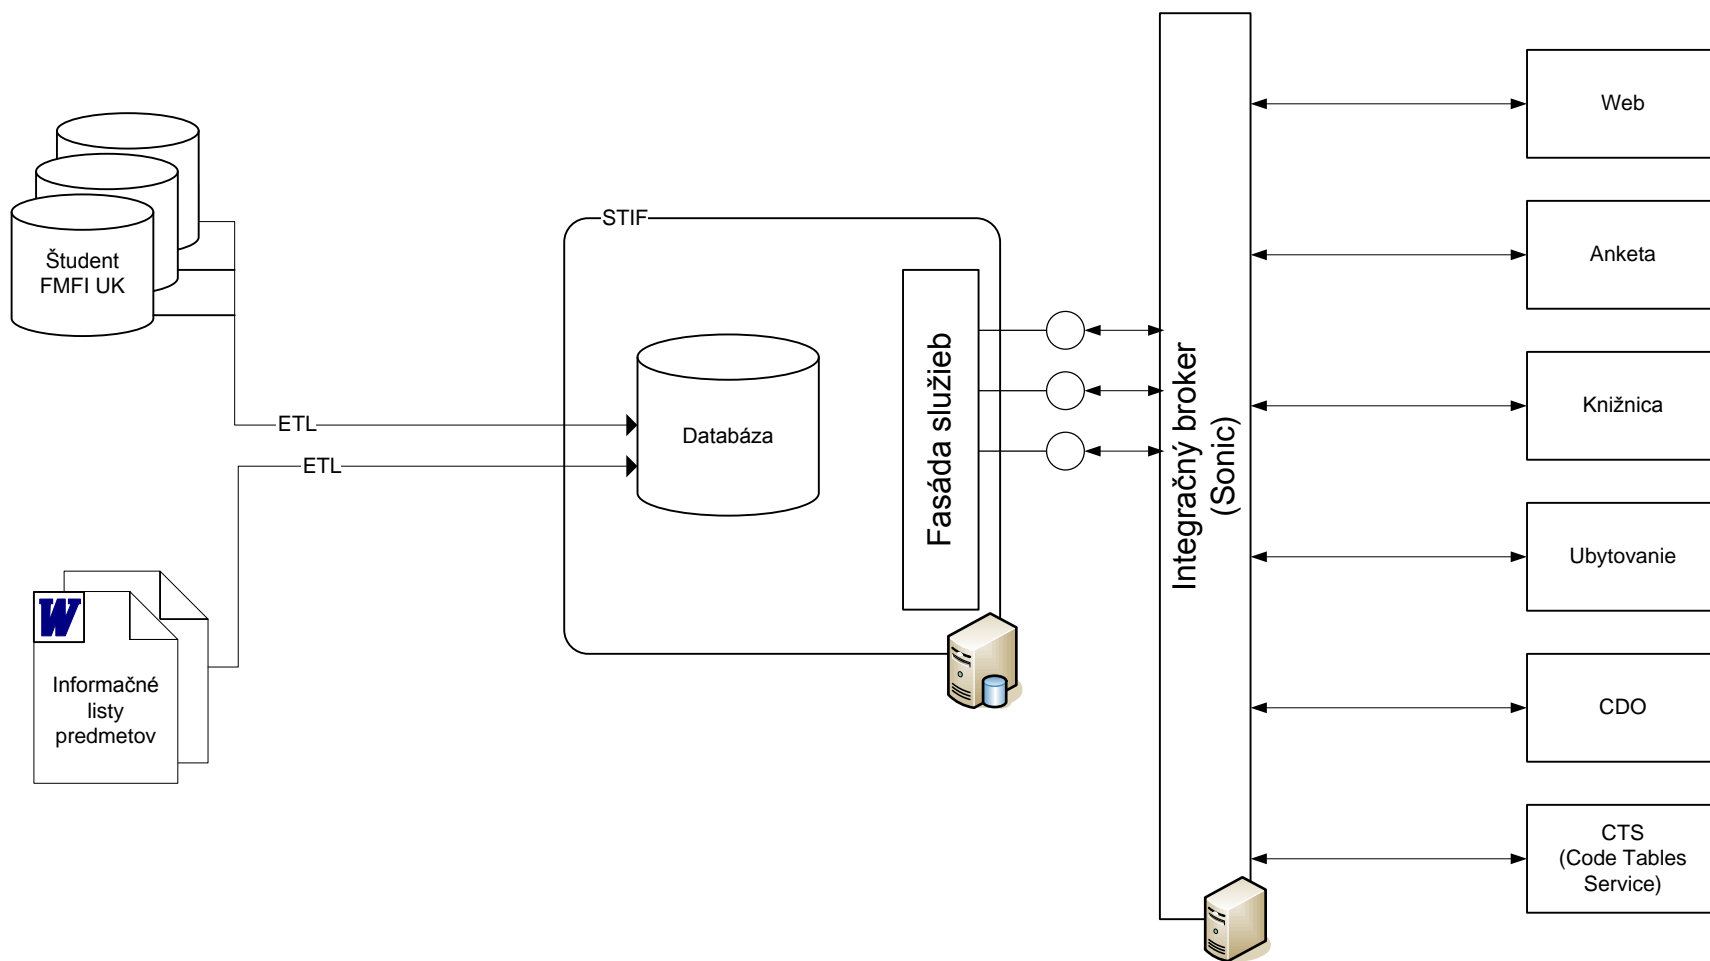 Študent
FMFI UK
ETL
ETL
W
Informačné
listy
predmetov
STIF
Databáza
Fasáda služieb
Integračný broker
(Sonic)
Web
Anketa
Knižnica
Ubytovanie
CDO
CTS
(Code Tables
Service)